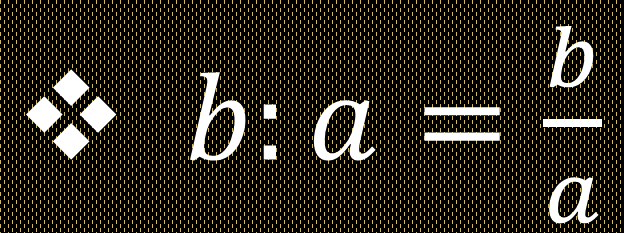 ❖ b: a = b/a